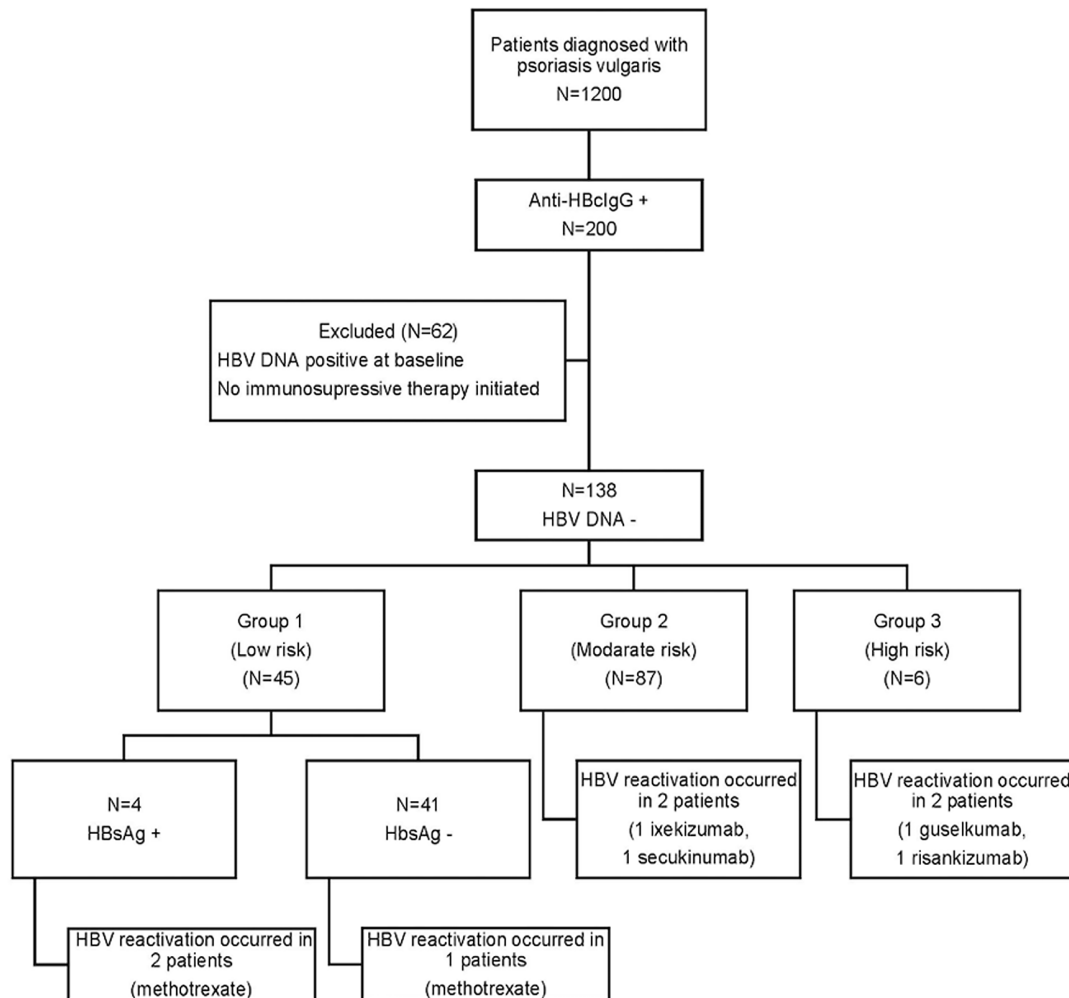 Patients diagnosed with
psoriasis vulgaris
N=1200
Anti-HBcIgG +
N=200
Excluded (N=62)
HBV DNA positive at baseline
No immunosupressive therapy initiated
N=138
HBV DNA -
Group 1
(Low risk)
(N=45)
Group 2
(Modarate risk)
(N=87)
Group 3
(High risk)
(N=6)
N=4
HBsAg +
N=41
HbsAg -
HBV reactivation occurred
in 2 patients
(1 ixekizumab,
1 secukinumab)
HBV reactivation occurred
in 2 patients
(1 guselkumab,
1 risankizumab)
HBV reactivation occurred in
2 patients
(methotrexate)
HBV reactivation occurred in
1 patients
(methotrexate)